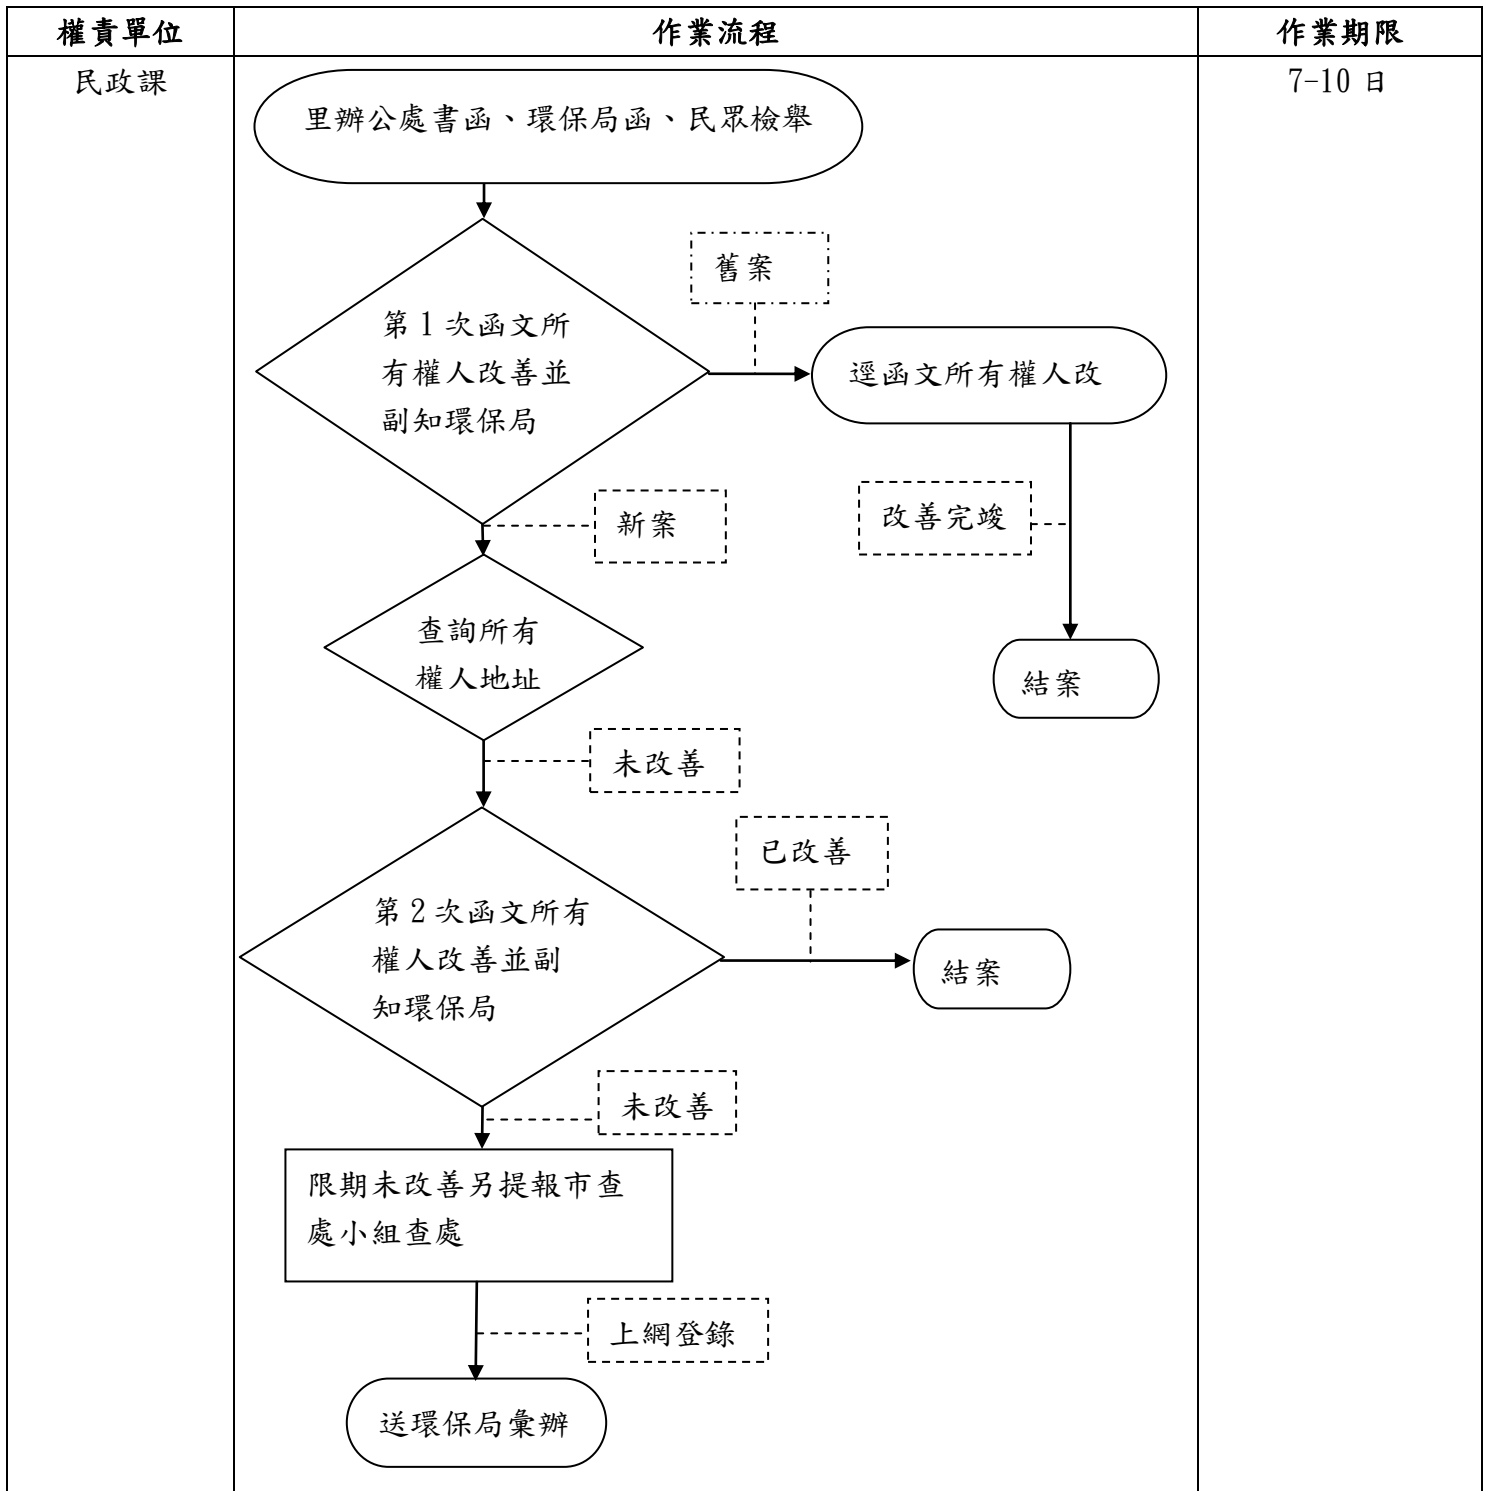 權責單位
作業流程
作業期限
民政課
7-10 日
里辦公處書函、環保局函、民眾檢舉
舊案
第 1 次函文所
有權人改善並
副知環保局
逕函文所有權人改
新案
改善完竣
查詢所有
權人地址
結案
未改善
已改善
第 2 次函文所有
權人改善並副
知環保局
結案
未改善
限期未改善另提報市查
處小組查處
上網登錄
送環保局彙辦